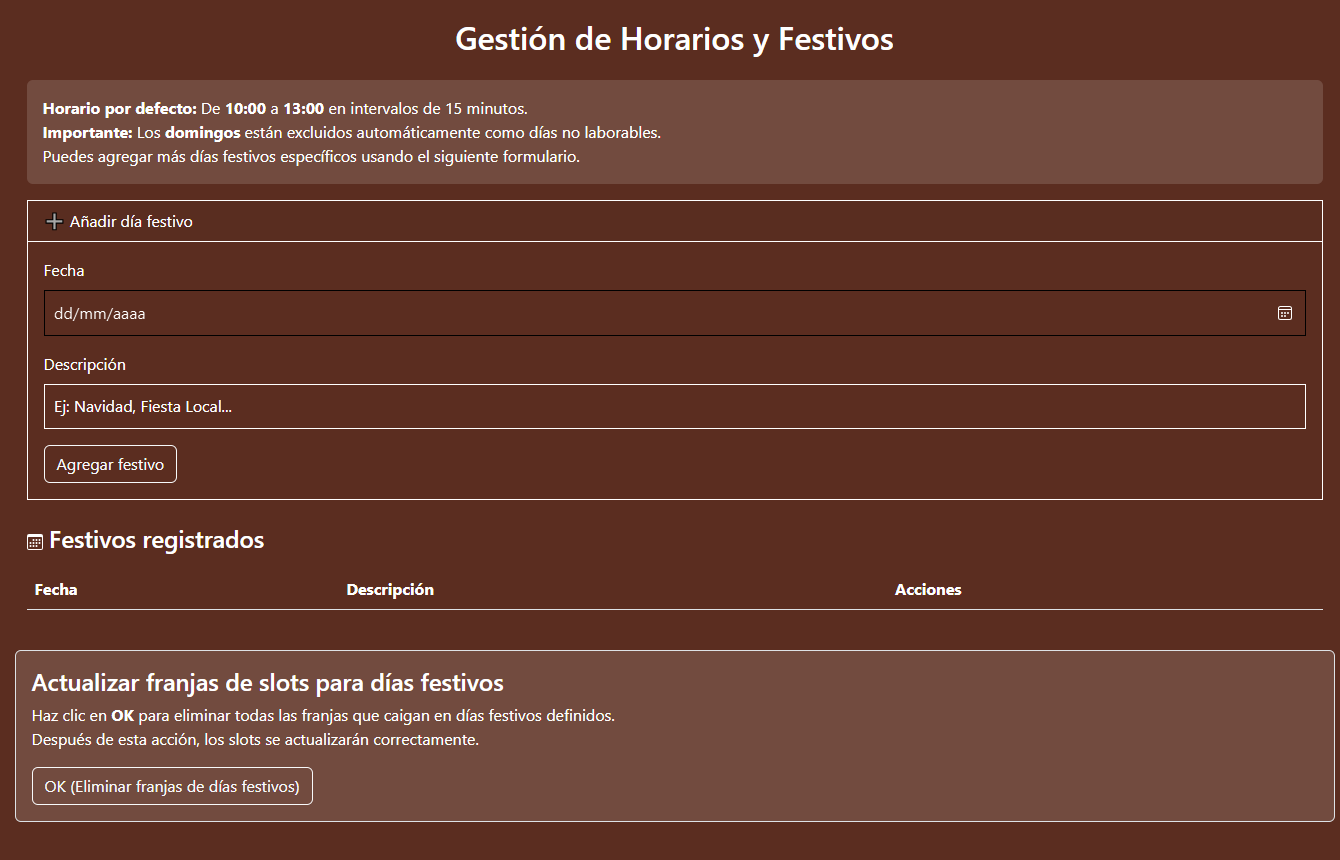 Gestión de Horarios y Festivos
Horario por defecto: De 10:00 a 13:00 en intervalos de 15 minutos.
Importante: Los domingos están excluidos automáticamente como días no laborables.
Puedes agregar más días festivos específicos usando el siguiente formulario.
Añadir día festivo
Fecha
dd/mm/aaaa
Descripción
Ej: Navidad, Fiesta Local...
Agregar festivo
Festivos registrados
Fecha Descripción Acciones
Actualizar franjas de slots para días festivos
Haz clic en OK para eliminar todas las franjas que caigan en días festivos definidos.
Después de esta acción, los slots se actualizarán correctamente.
OK (Eliminar franjas de días festivos)